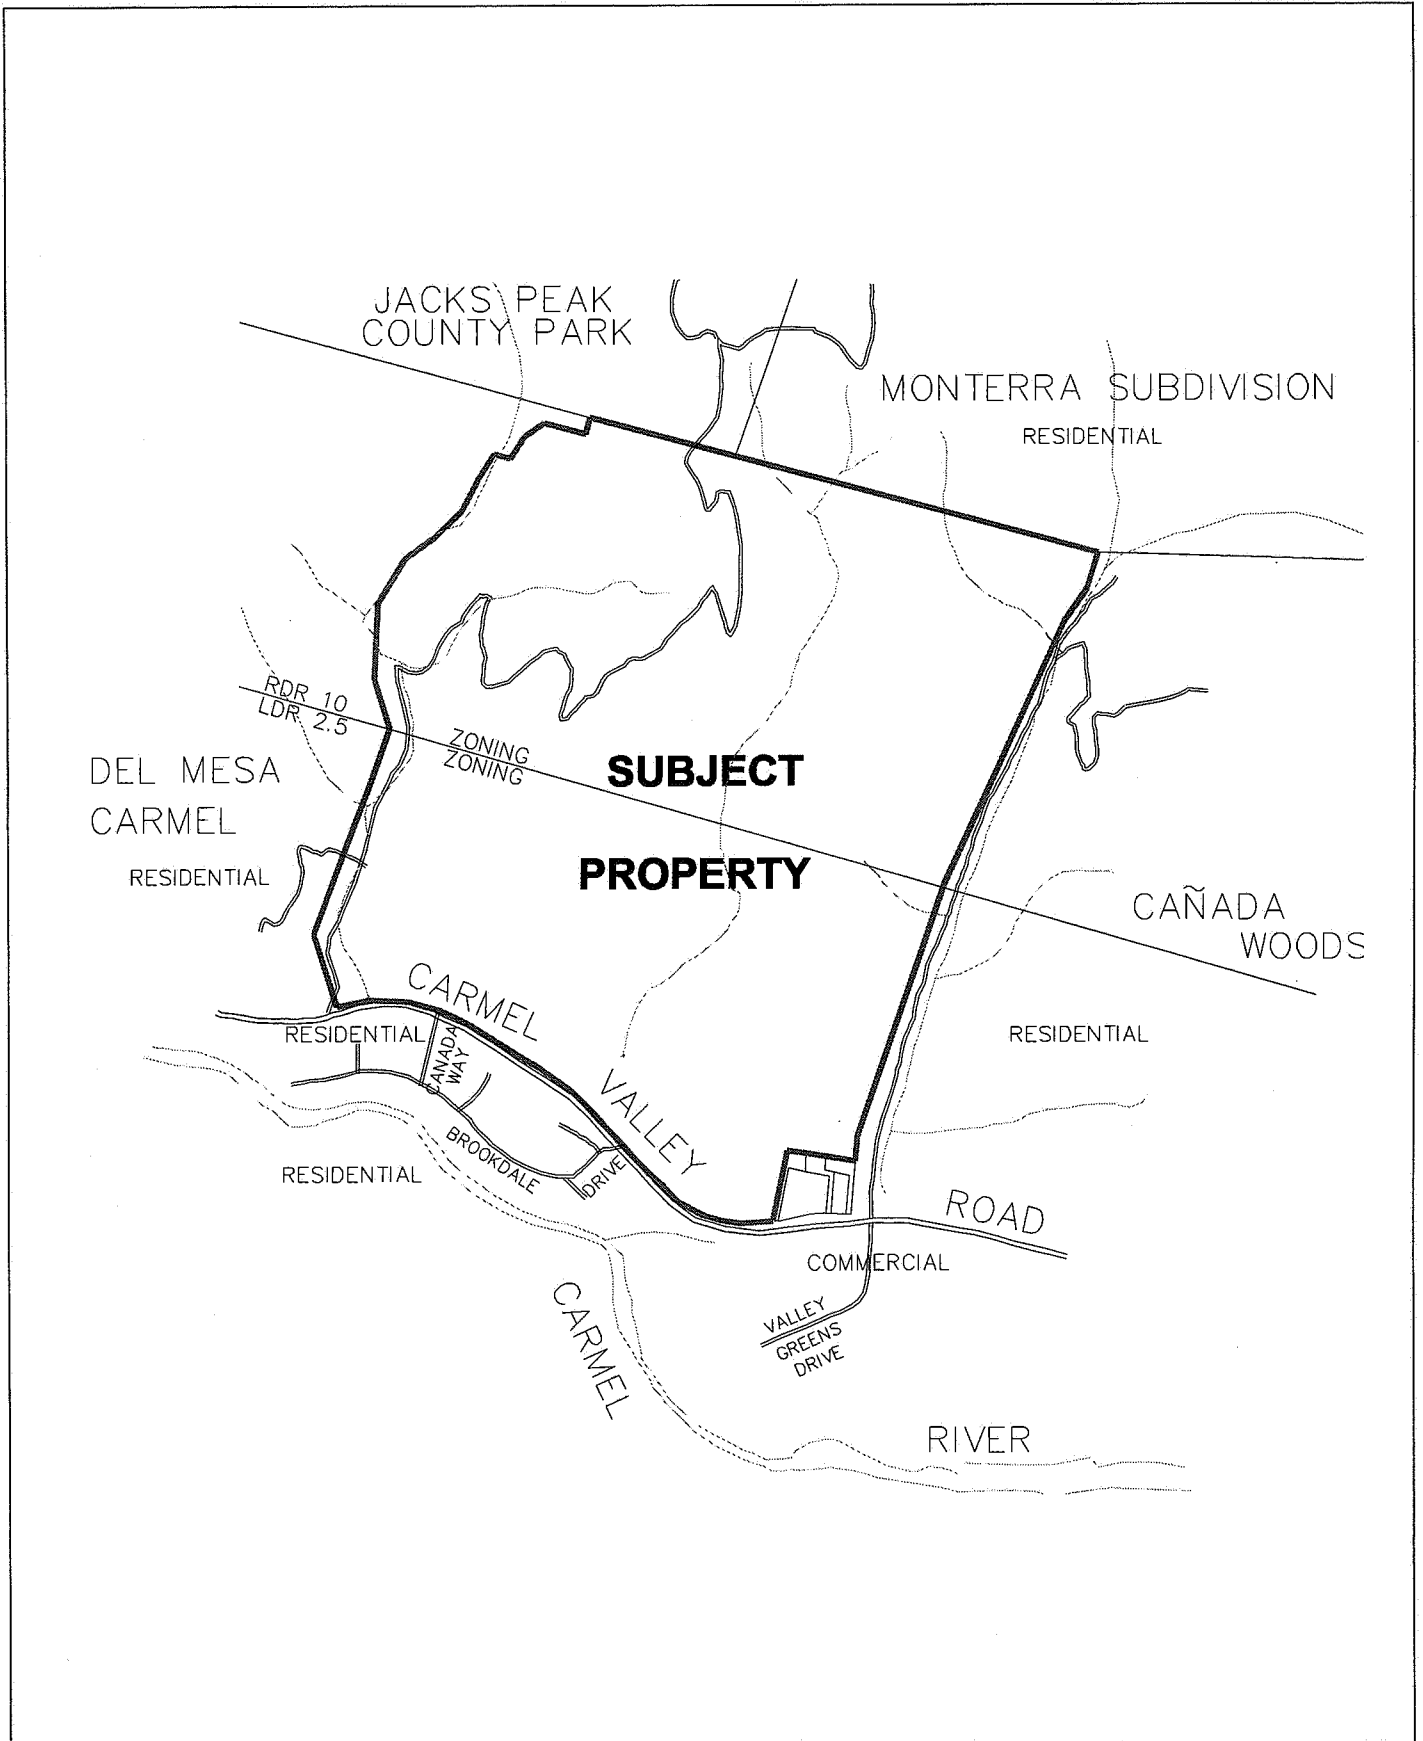 JACKS PEAK
COUNTY PARK
MONTERRA SUBDIVISION
RESIDENTIAL
RDR 10
LDR 2.5
ZONING
ZONING
SUBJECT
PROPERTY
DEL MESA
CARMEL
RESIDENTIAL
CAÑADA
WOODS
RESIDENTIAL
CARMEL
VALLEY
ROAD
RESIDENTIAL
CANADA
WAY
BROOKDALE
DRIVE
RESIDENTIAL
COMMERCIAL
VALLEY
GREENS
DRIVE
CARMEL
RIVER